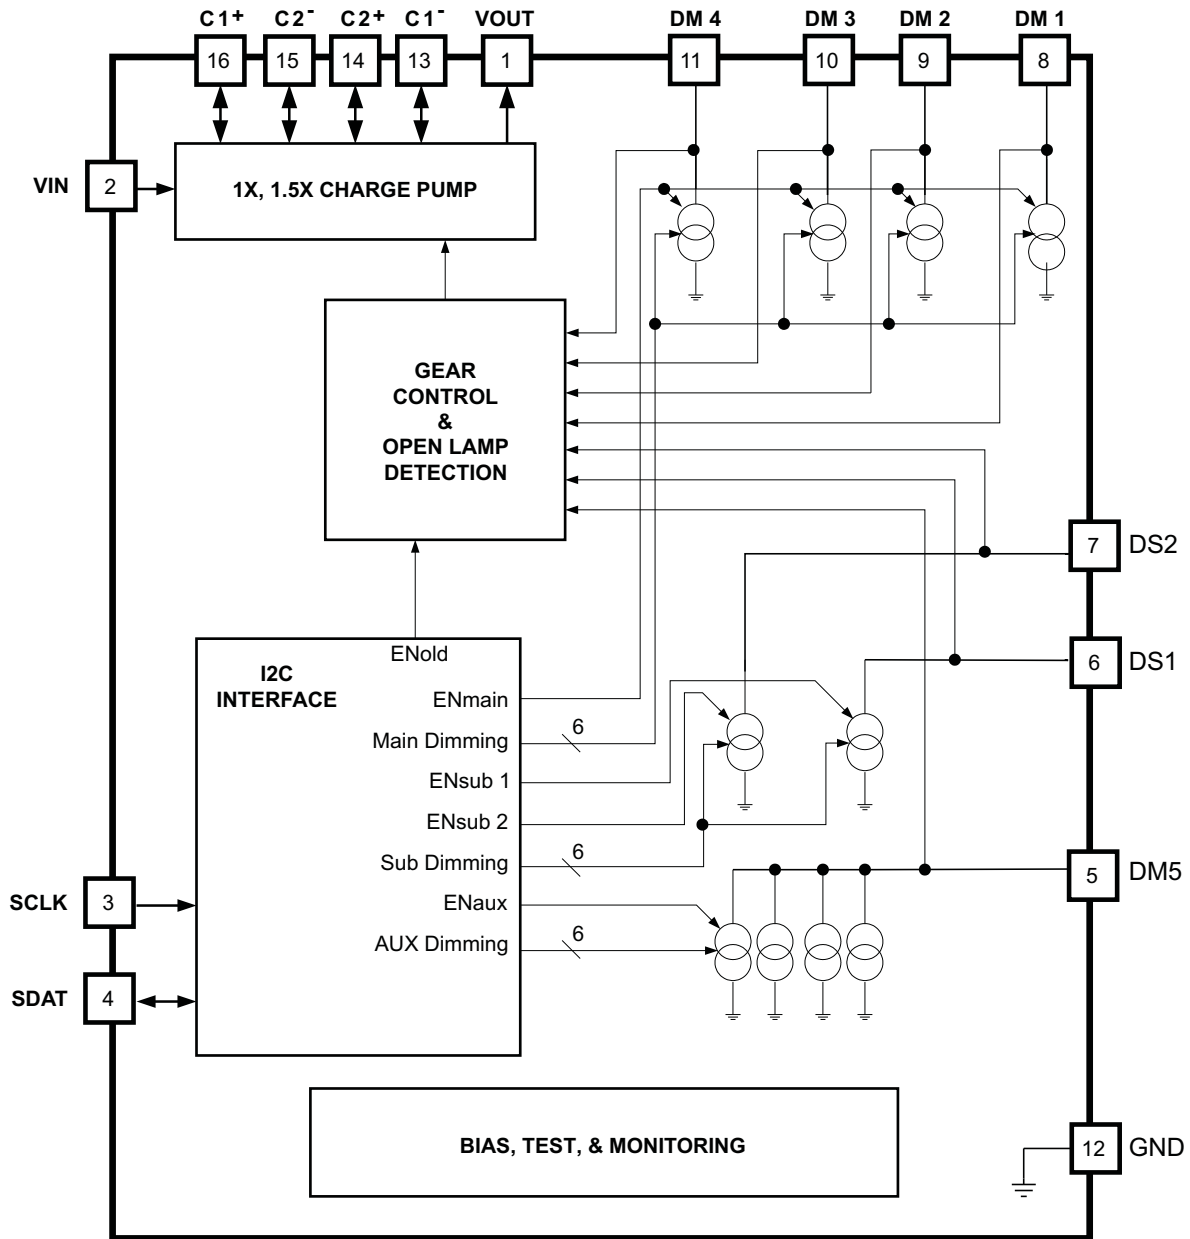 C1+ C2- C2+ C1- VOUT DM 4 DM 3 DM 2 DM 1
16 15 14 13 1 11 10 9 8
VIN 2
1X, 1.5X CHARGE PUMP
GEAR
CONTROL
&
OPEN LAMP
DETECTION
7 DS2
6 DS1
ENold
I2C
INTERFACE
ENmain
Main Dimming 6
ENsub 1
ENsub 2
Sub Dimming 6
5 DM5
SCLK 3
ENaux
AUX Dimming 6
SDAT 4
BIAS, TEST, & MONITORING
12 GND